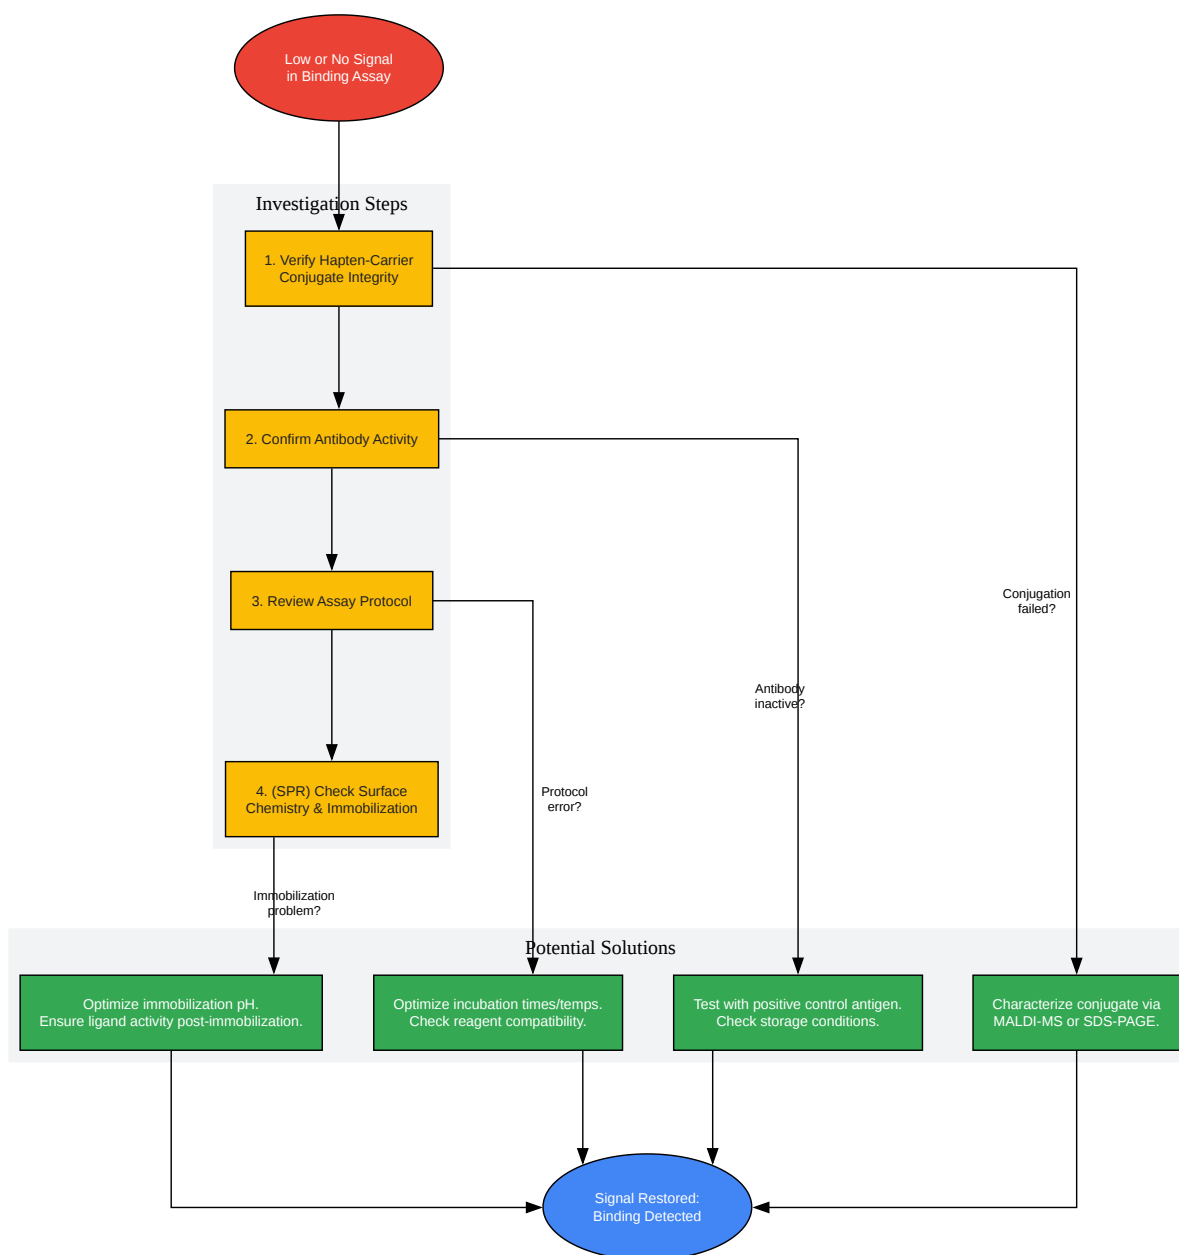 Low or No Signal
in Binding Assay
Investigation Steps
1. Verify Hapten-Carrier
Conjugate Integrity
2. Confirm Antibody Activity
3. Review Assay Protocol
Conjugation
failed?
Antibody
inactive?
4. (SPR) Check Surface
Chemistry & Immobilization
Protocol
error?
Immobilization
problem?
Potential Solutions
Optimize immobilization pH.
Ensure ligand activity post-immobilization.
Optimize incubation times/temps.
Check reagent compatibility.
Test with positive control antigen.
Check storage conditions.
Characterize conjugate via
MALDI-MS or SDS-PAGE.
Signal Restored:
Binding Detected